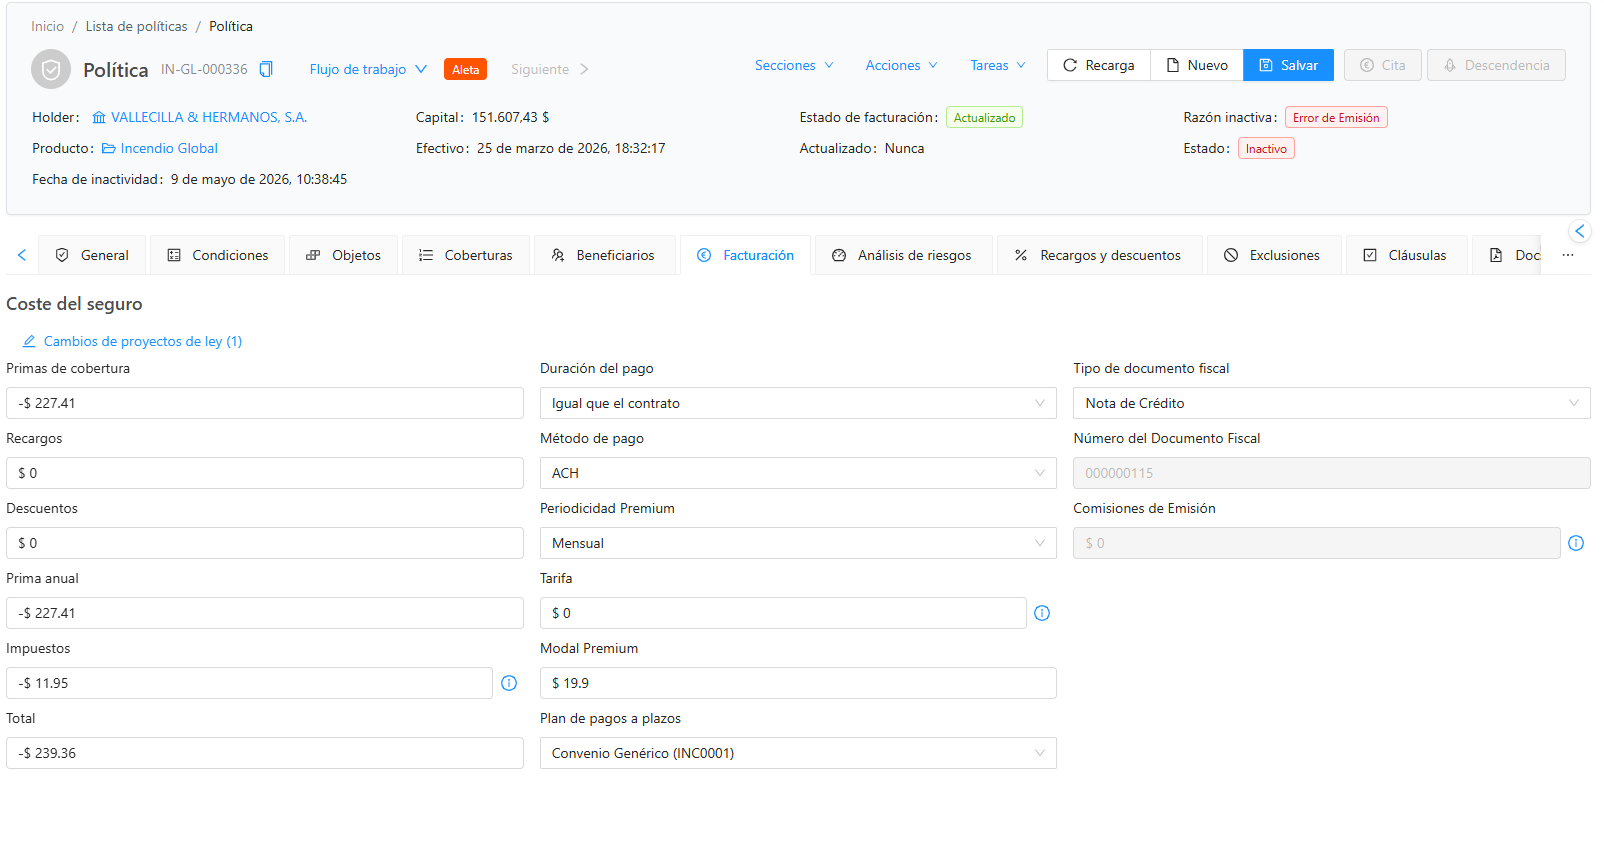 Inicio / Lista de políticas / Política
Política IN-GL-000336 Flujo de trabajo Aleta Siguiente Secciones Acciones Tareas Recarga Nuevo Salvar Cita Descendencia
Holder: VALLECILLA & HERMANOS, S.A. Capital: 151.607,43 $ Estado de facturación: Actualizado Razón inactiva: Error de Emisión
Producto: Incendio Global Efectivo: 25 de marzo de 2026, 18:32:17 Actualizado: Nunca Estado: Inactivo
Fecha de inactividad: 9 de mayo de 2026, 10:38:45
General Condiciones Objetos Coberturas Beneficiarios Facturación Análisis de riesgos Recargos y descuentos Exclusiones Cláusulas Doc ...
Coste del seguro
Cambios de proyectos de ley (1)
Primas de cobertura Duración del pago Tipo de documento fiscal
-$ 227.41 Igual que el contrato Nota de Crédito
Recargos Método de pago Número del Documento Fiscal
$ 0 ACH 000000115
Descuentos Periodicidad Premium Comisiones de Emisión
$ 0 Mensual $ 0
Prima anual Tarifa
-$ 227.41 $ 0
Impuestos Modal Premium
-$ 11.95 $ 19.9
Total Plan de pagos a plazos
-$ 239.36 Convenio Genérico (INC0001)